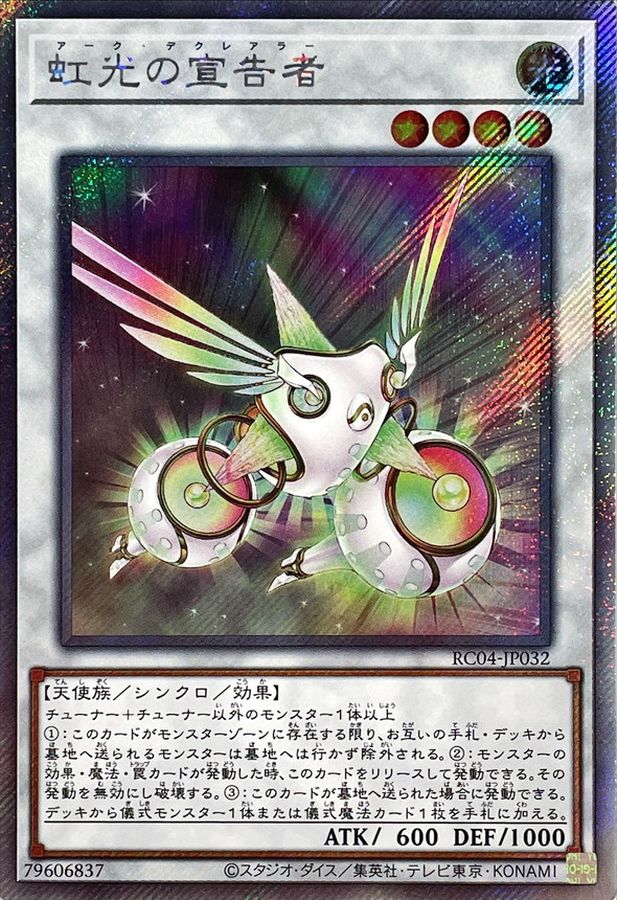 アーク・デクレアラー
虹光の宣告者
RC04-JP032
【天使族／シンクロ／効果】
チューナー＋チューナー以外のモンスター1体以上
①：このカードがモンスターゾーンに存在する限り、お互いの手札・デッキから
墓地へ送られるモンスターは墓地へは行かず除外される。②：モンスターの
効果・魔法・罠カードが発動した時、このカードをリリースして発動できる。その
発動を無効にし破壊する。③：このカードが墓地へ送られた場合に発動できる。
デッキから儀式モンスター1体または儀式魔法カード1枚を手札に加える。
ATK/ 600 DEF/1000
79606837
©スタジオ・ダイス／集英社・テレビ東京・KONAMI